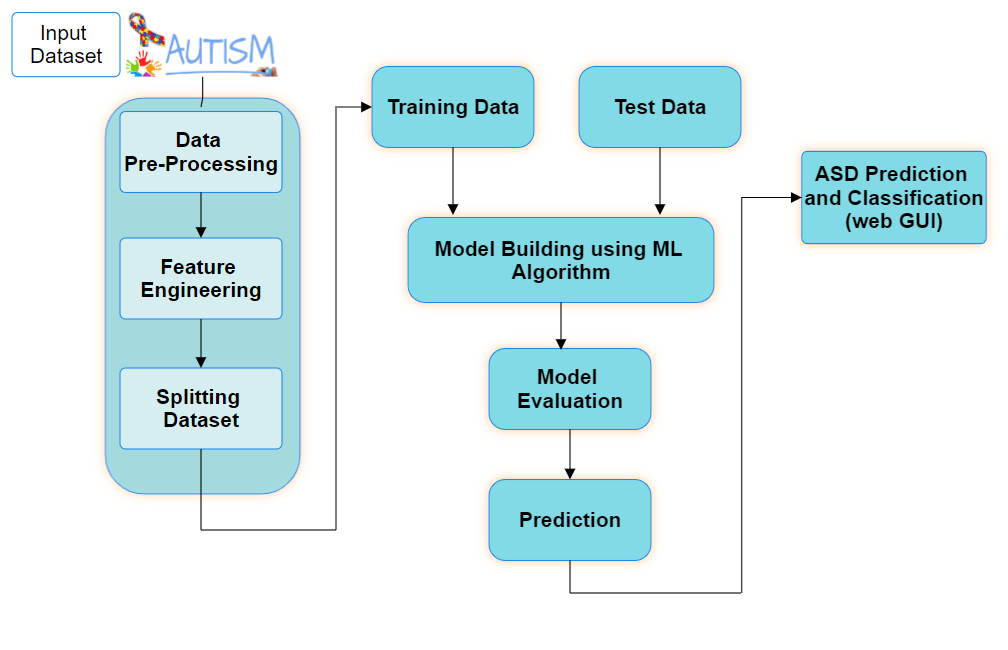 Input
Dataset
AUTISM
Data
Pre-Processing
Feature
Engineering
Splitting
Dataset
Training Data
Test Data
Model Building using ML
Algorithm
Model
Evaluation
Prediction
ASD Prediction
and Classification
(web GUI)